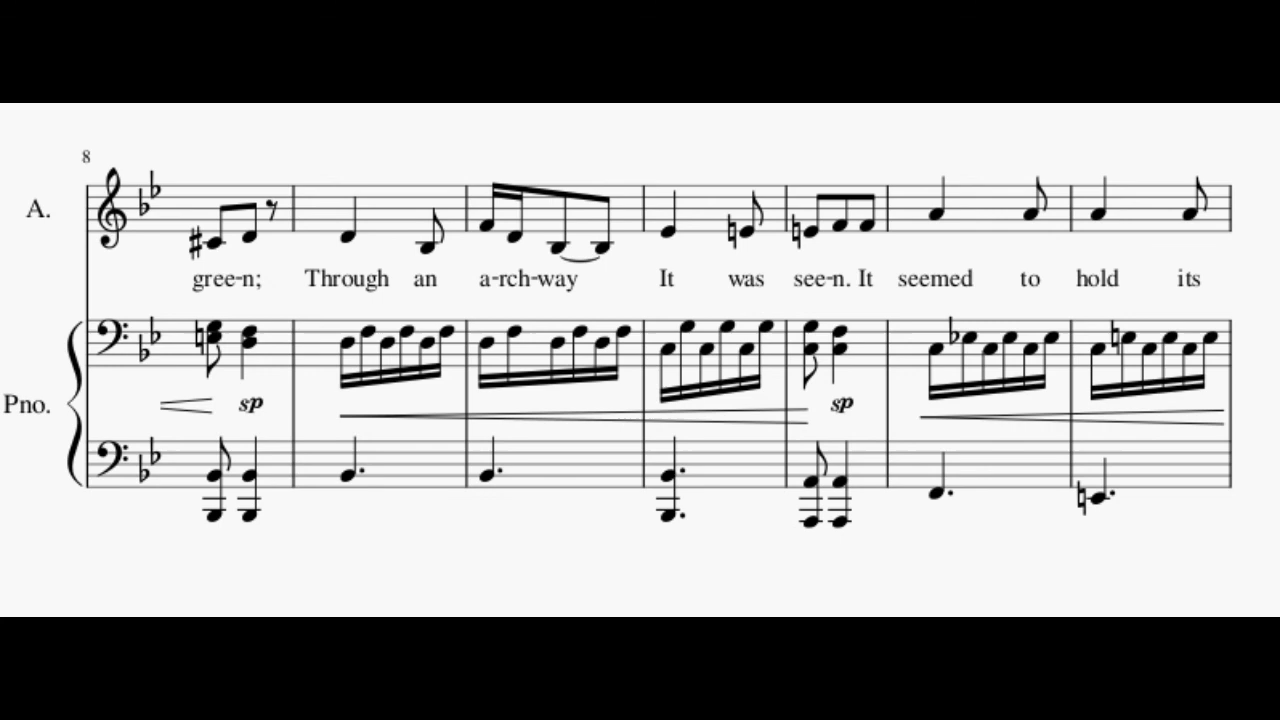 8
A.
gree-n; Through an a-rch-way It was see-n. It seemed to hold its
Pno.
sp sp